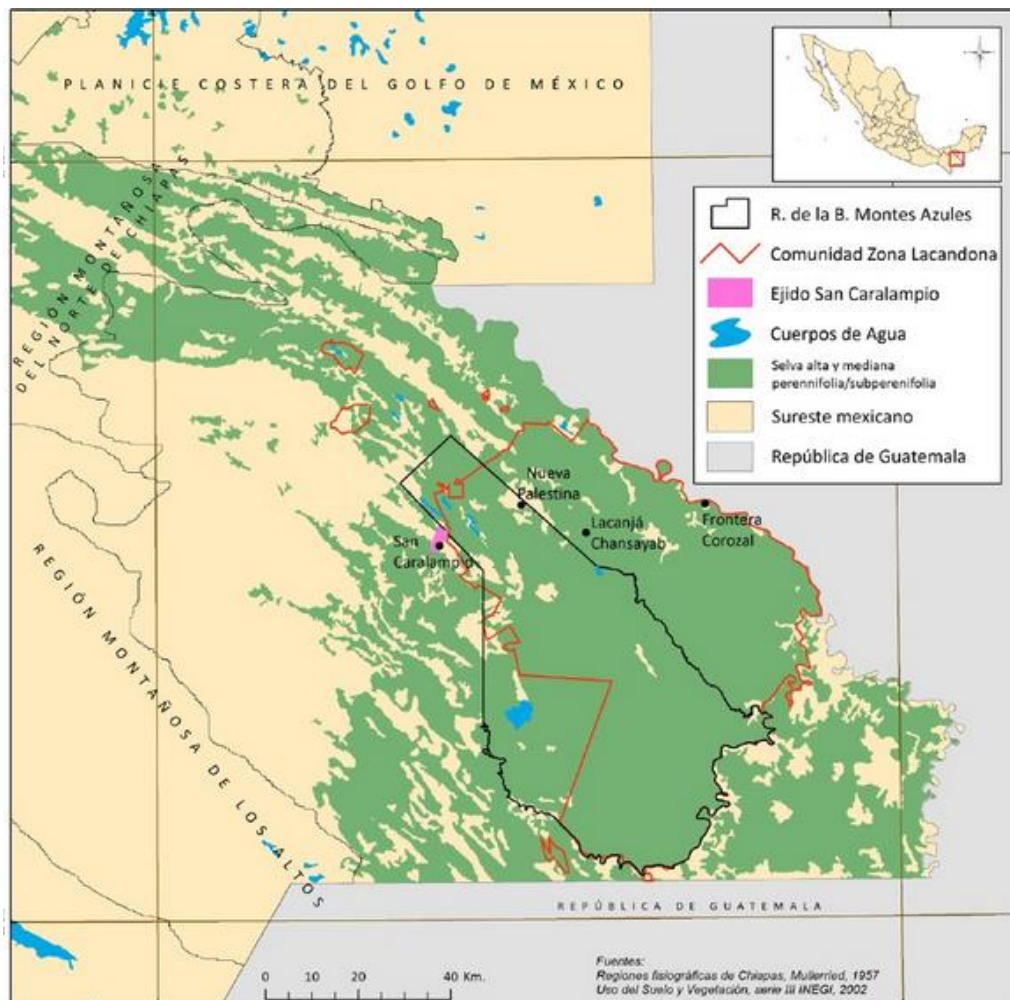 PLANICIE COSTERA DEL GOLFO DE MÉXICO
REGIÓN MONTAÑOSA
DEL NORTE DE CHIAPAS
R. de la B. Montes Azules
Comunidad Zona Lacandona
Ejido San Caralampio
Cuerpos de Agua
Selva alta y mediana
perennifolia/subperenifolia
Sureste mexicano
República de Guatemala
Nueva
Palestina
Lacanjá
Chansayab
Frontera
Corozal
San
Caralampio
REGIÓN MONTAÑOSA DE LOS ALTOS
REPÚBLICA DE GUATEMALA
0 10 20 40 Km.
Fuentes:
Regiones fisiográficas de Chiapas, Mullerried, 1957
Uso del Suelo y Vegetación, serie III INEGI, 2002